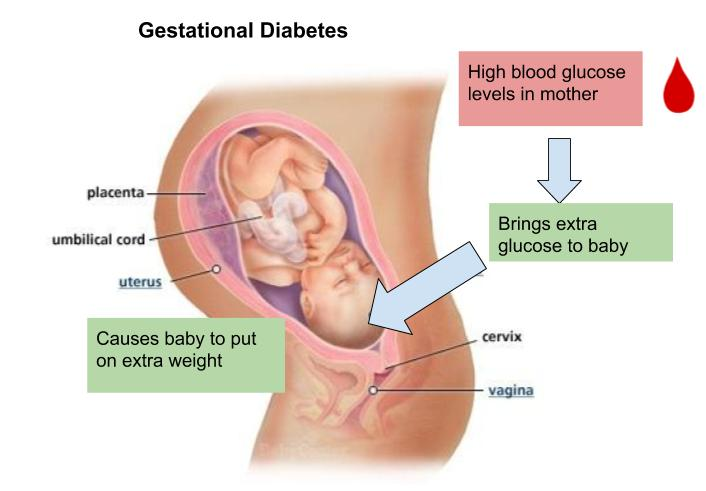 Gestational Diabetes
High blood glucose
levels in mother
placenta
Brings extra
glucose to baby
umbilical cord
uterus
Causes baby to put
on extra weight
cervix
vagina